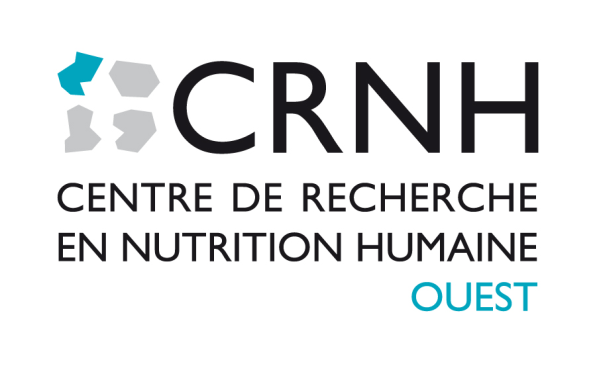 CRNH
CENTRE DE RECHERCHE
EN NUTRITION HUMAINE
OUEST